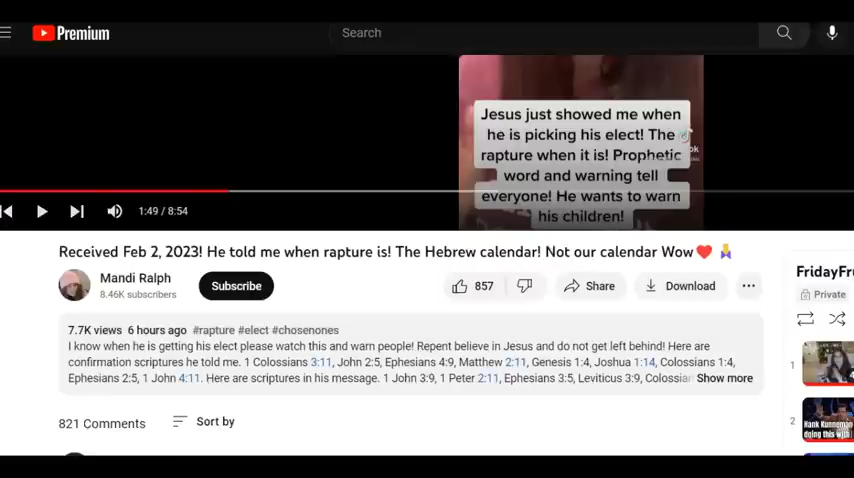 Premium
Search
Jesus just showed me when
he is picking his elect! The
rapture when it is! Prophetic
word and warning tell
everyone! He wants to warn
his children!
1:49 / 8:54
Received Feb 2, 2023! He told me when rapture is! The Hebrew calendar! Not our calendar Wow
Mandi Ralph
8.46K subscribers
Subscribe
857
Share
Download
7.7K views 6 hours ago #rapture #elect #chosenones
I know when he is getting his elect please watch this and warn people! Repent believe in Jesus and do not get left behind! Here are
confirmation scriptures he told me. 1 Colossians 3:11, John 2:5, Ephesians 4:9, Matthew 2:11, Genesis 1:4, Joshua 1:14, Colossians 1:4,
Ephesians 2:5, 1 John 4:11. Here are scriptures in his message. 1 John 3:9, 1 Peter 2:11, Ephesians 3:5, Leviticus 3:9, Colossian Show more
821 Comments
Sort by
FridayFr
Private
1
2
Hank Kunneman
doing this with